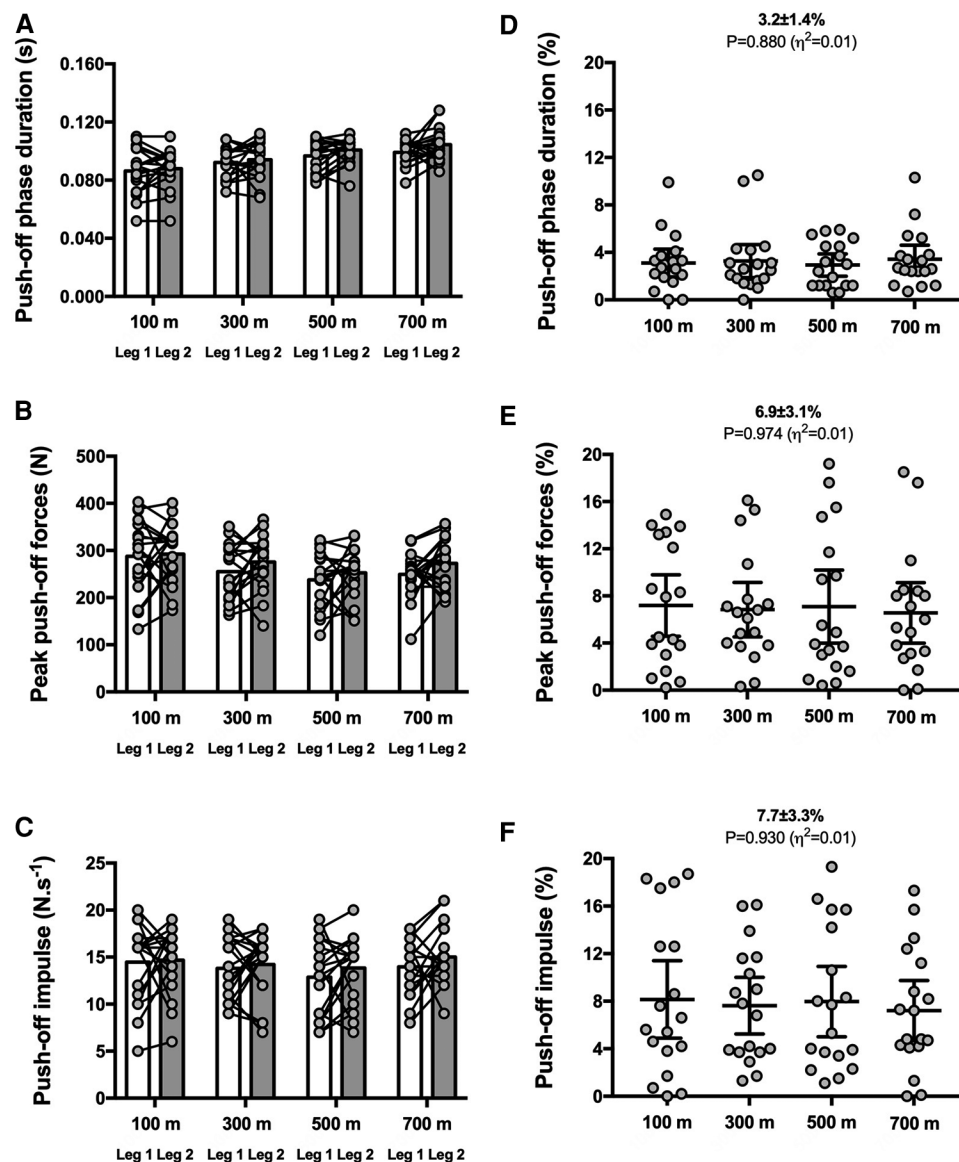 A
Push-off phase duration (s)
0.160
0.120
0.080
0.040
0.000
100 m 300 m 500 m 700 m
Leg 1 Leg 2 Leg 1 Leg 2 Leg 1 Leg 2 Leg 1 Leg 2
D
3.2±1.4%
P=0.880 (η²=0.01)
Push-off phase duration (%)
20
16
12
8
4
0
100 m 300 m 500 m 700 m
B
Peak push-off forces (N)
500
400
300
200
100
0
100 m 300 m 500 m 700 m
Leg 1 Leg 2 Leg 1 Leg 2 Leg 1 Leg 2 Leg 1 Leg 2
E
6.9±3.1%
P=0.974 (η²=0.01)
Peak push-off forces (%)
20
16
12
8
4
0
100 m 300 m 500 m 700 m
C
Push-off impulse (N.s⁻¹)
25
20
15
10
5
0
100 m 300 m 500 m 700 m
Leg 1 Leg 2 Leg 1 Leg 2 Leg 1 Leg 2 Leg 1 Leg 2
F
7.7±3.3%
P=0.930 (η²=0.01)
Push-off impulse (%)
20
16
12
8
4
0
100 m 300 m 500 m 700 m